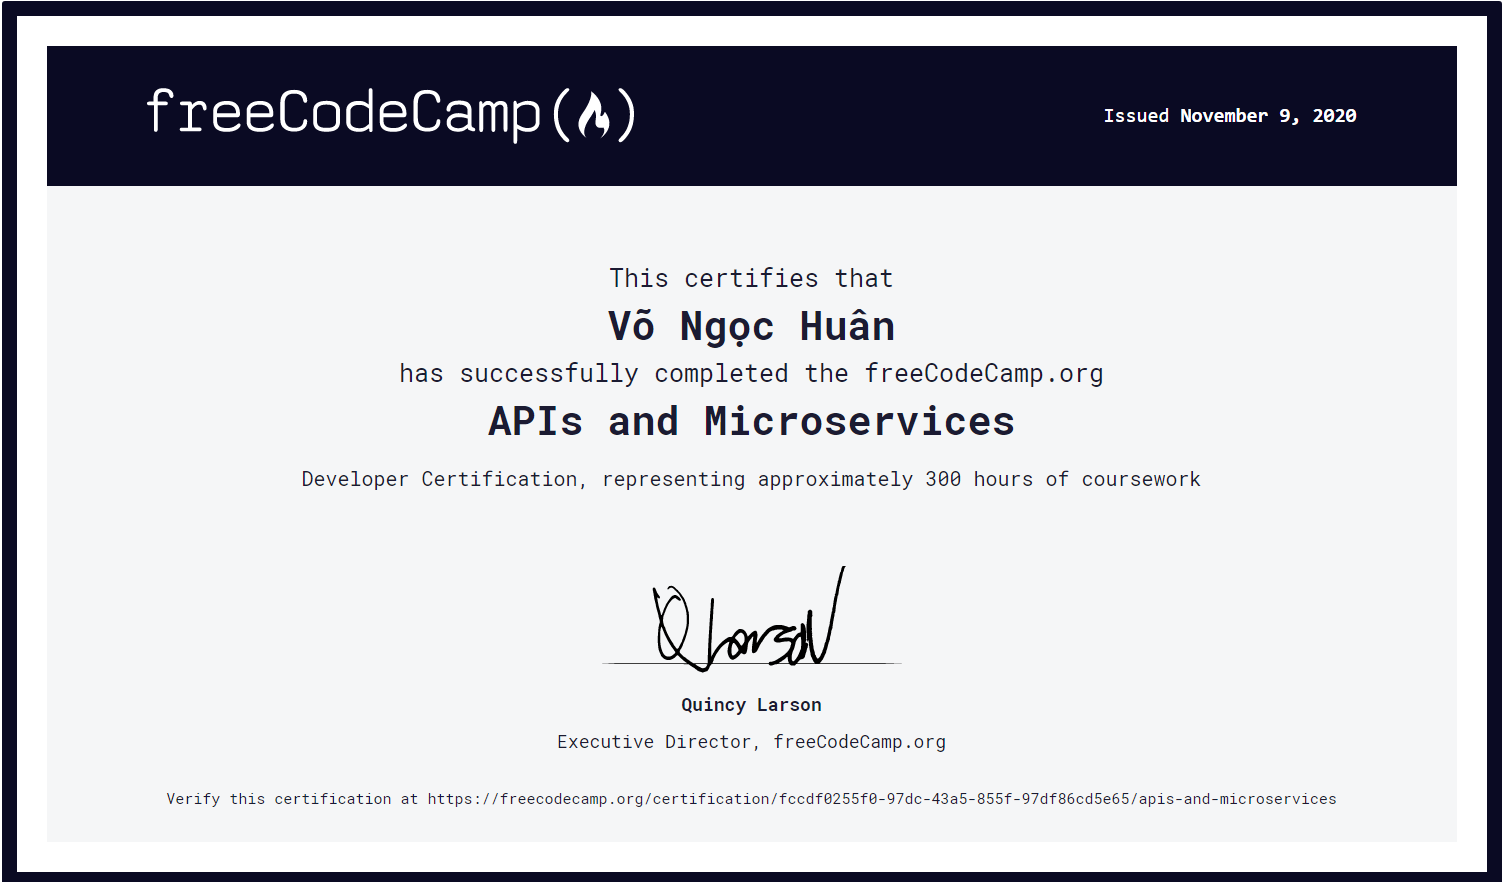 freeCodeCamp
Issued November 9, 2020
This certifies that
Võ Ngọc Huân
has successfully completed the freeCodeCamp.org
APIs and Microservices
Developer Certification, representing approximately 300 hours of coursework
Q Larson
Quincy Larson
Executive Director, freeCodeCamp.org
Verify this certification at https://freecodecamp.org/certification/fccdf0255f0-97dc-43a5-855f-97df86cd5e65/apis-and-microservices